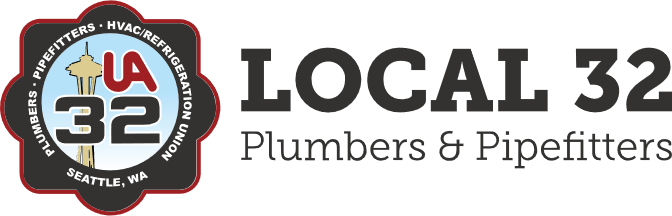 PLUMBERS · PIPEFITTERS · HVAC/REFRIGERATION UNION
UA
32
SEATTLE, WA
LOCAL 32
Plumbers & Pipefitters